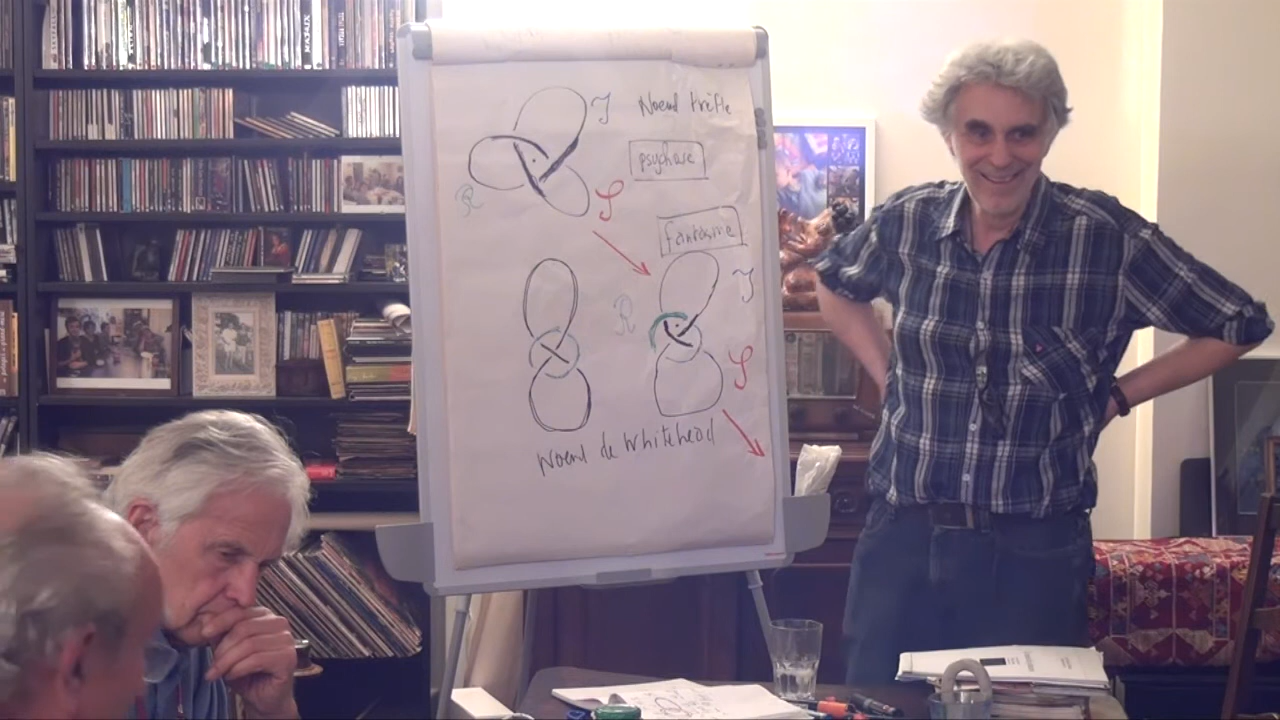 J
Noeud trèfle
psychose
R
S
fantasme
J
R
S
Noeud de Whitehead